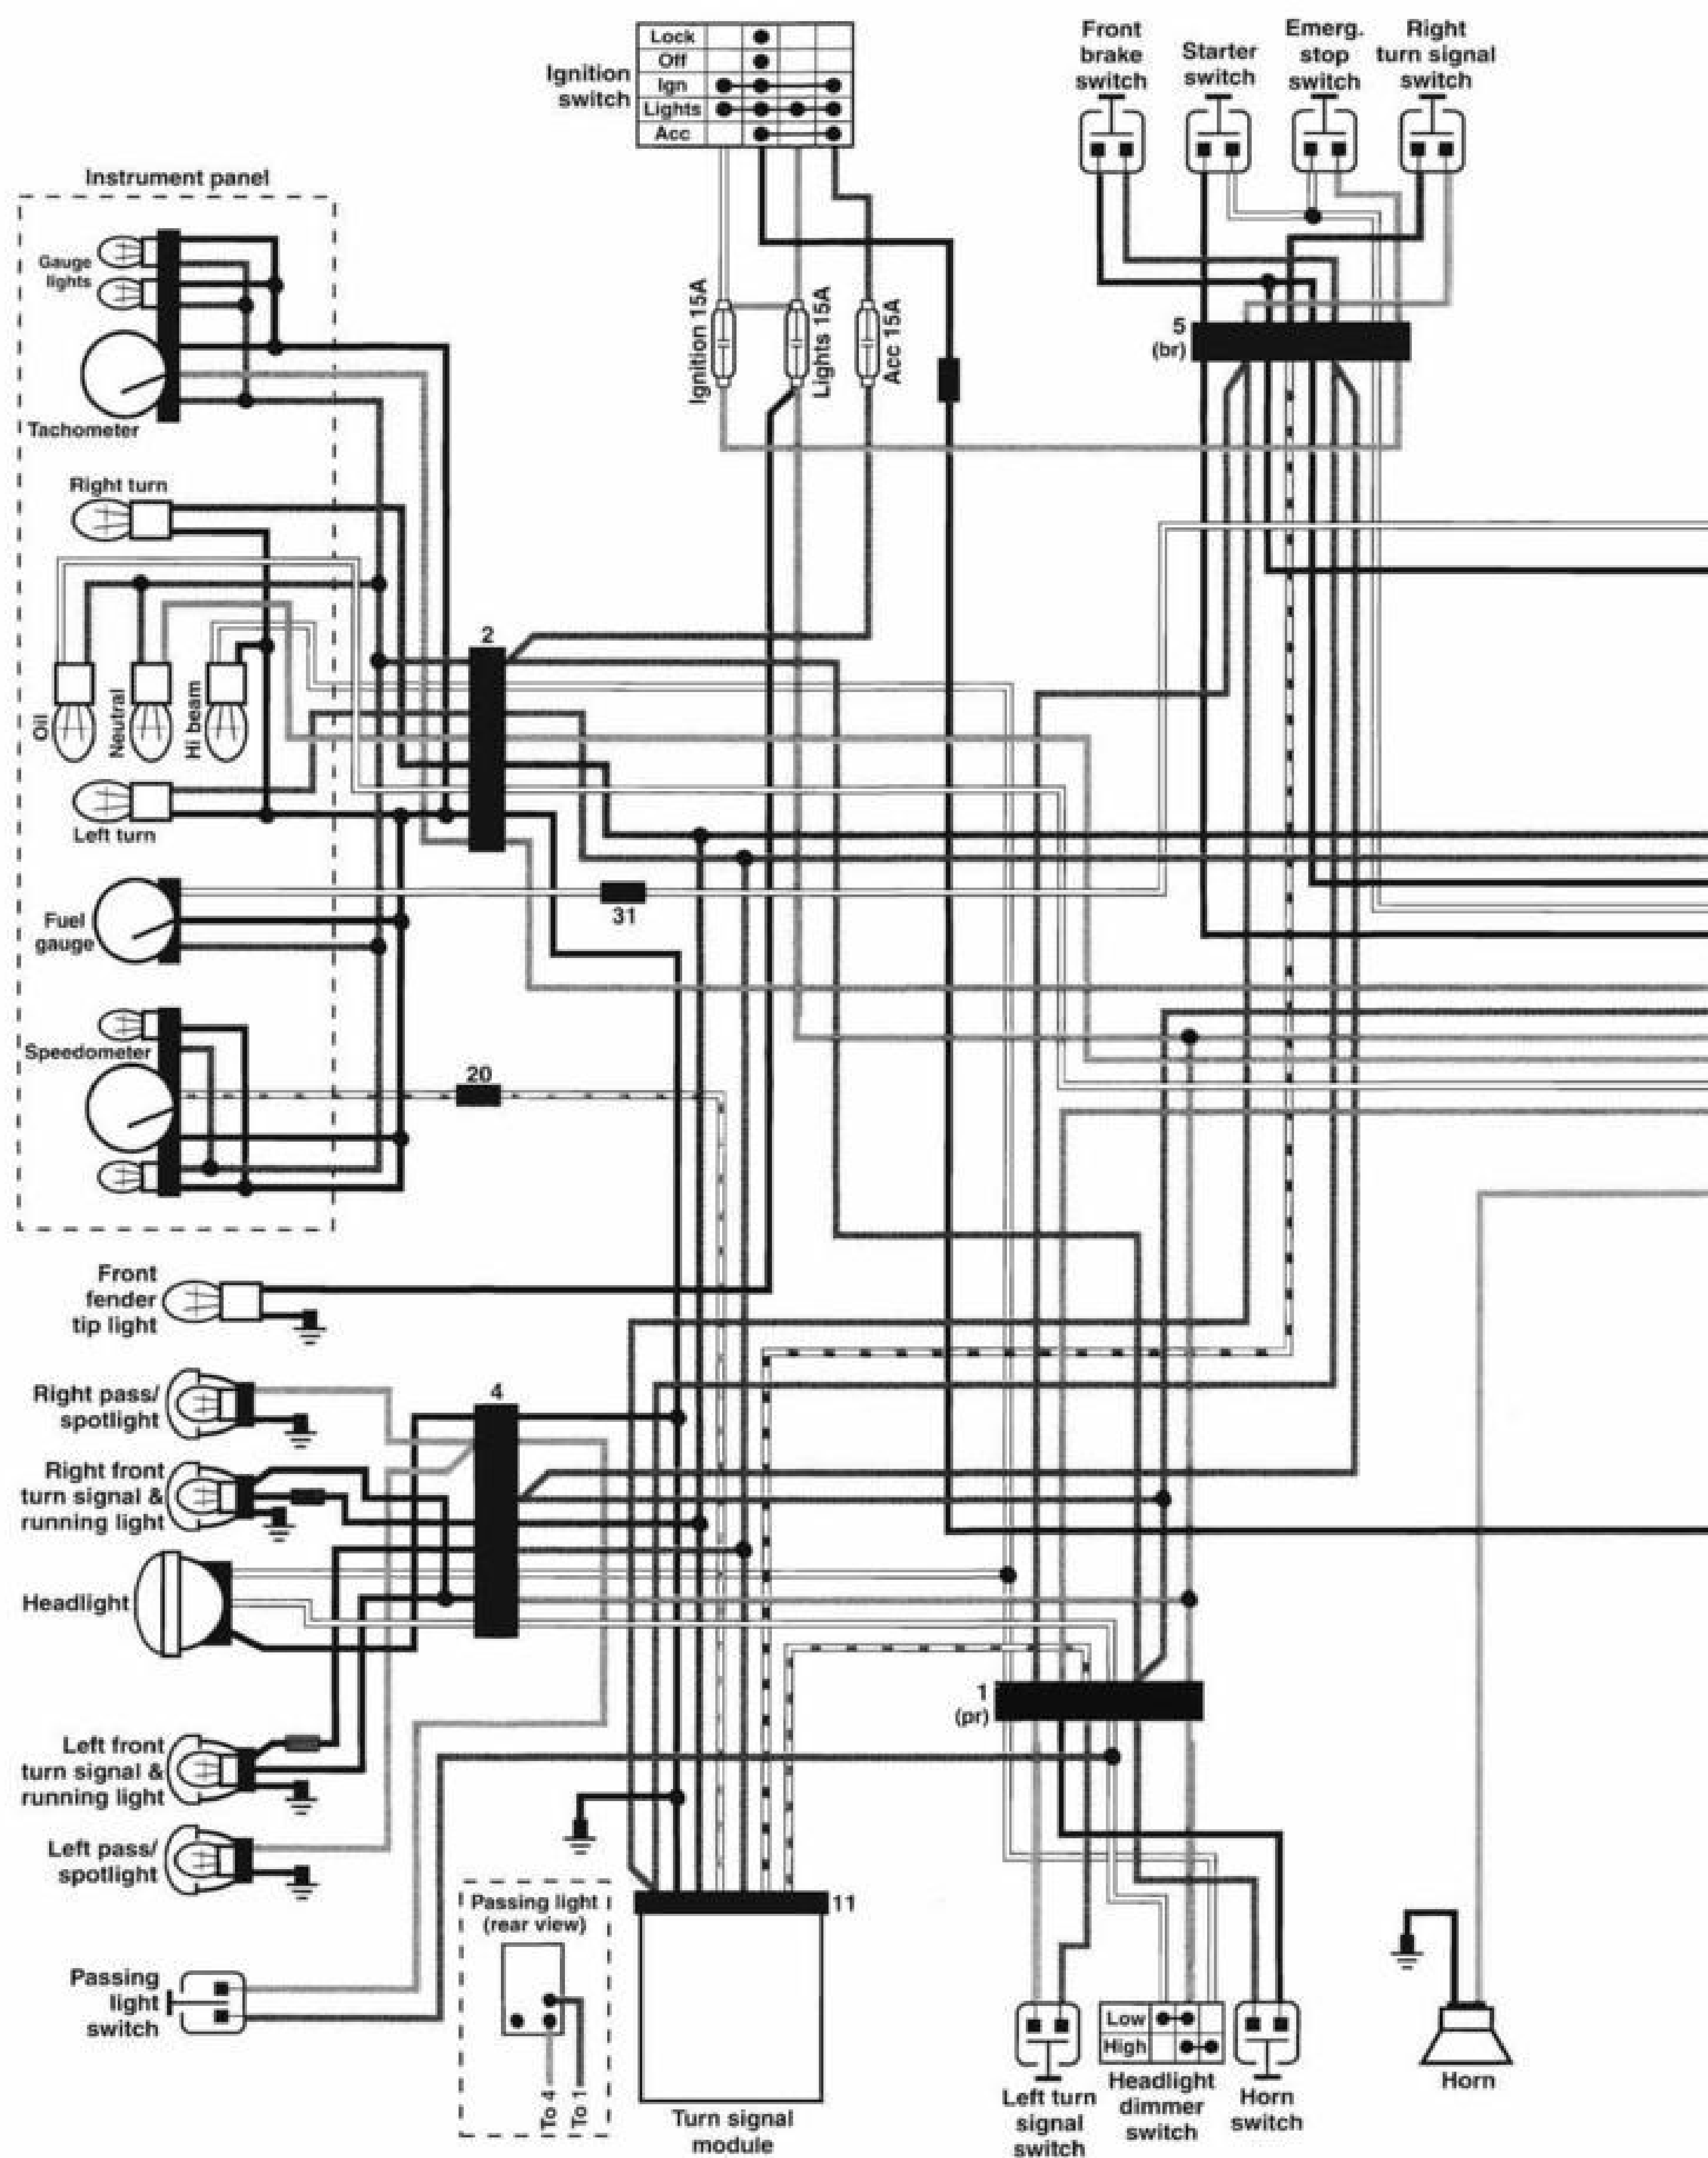 Lock
Off
Ign
Lights
Acc
Ignition
switch
Front
brake
switch
Starter
switch
Emerg.
stop
switch
Right
turn signal
switch
Instrument panel
Gauge
lights
Tachometer
Ignition 15A
Lights 15A
Acc 15A
5
(br)
Right turn
2
Oil
Neutral
Hi beam
Left turn
31
Fuel
gauge
Speedometer
20
Front
fender
tip light
Right pass/
spotlight
4
Right front
turn signal &
running light
Headlight
1
(pr)
Left front
turn signal &
running light
Left pass/
spotlight
Passing light
(rear view)
11
Passing
light
switch
To 4
To 1
Turn signal
module
Low
High
Left turn
signal
switch
Headlight
dimmer
switch
Horn
switch
Horn